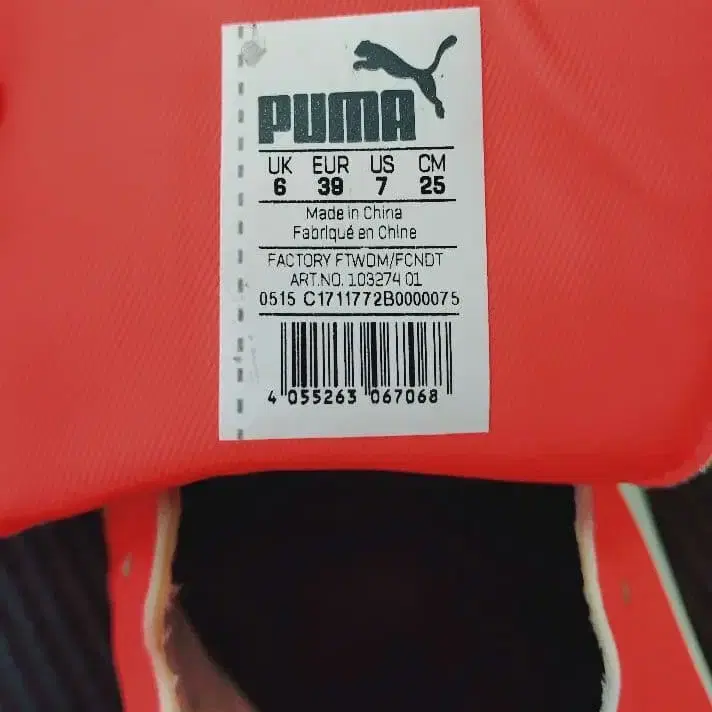 PUMA
UK EUR US CM
6 39 7 25
Made in China
Fabriqué en Chine
FACTORY FTWDM/FCNDT
ART.NO. 103274 01
0515 C1711772B0000075
4 055263 067068